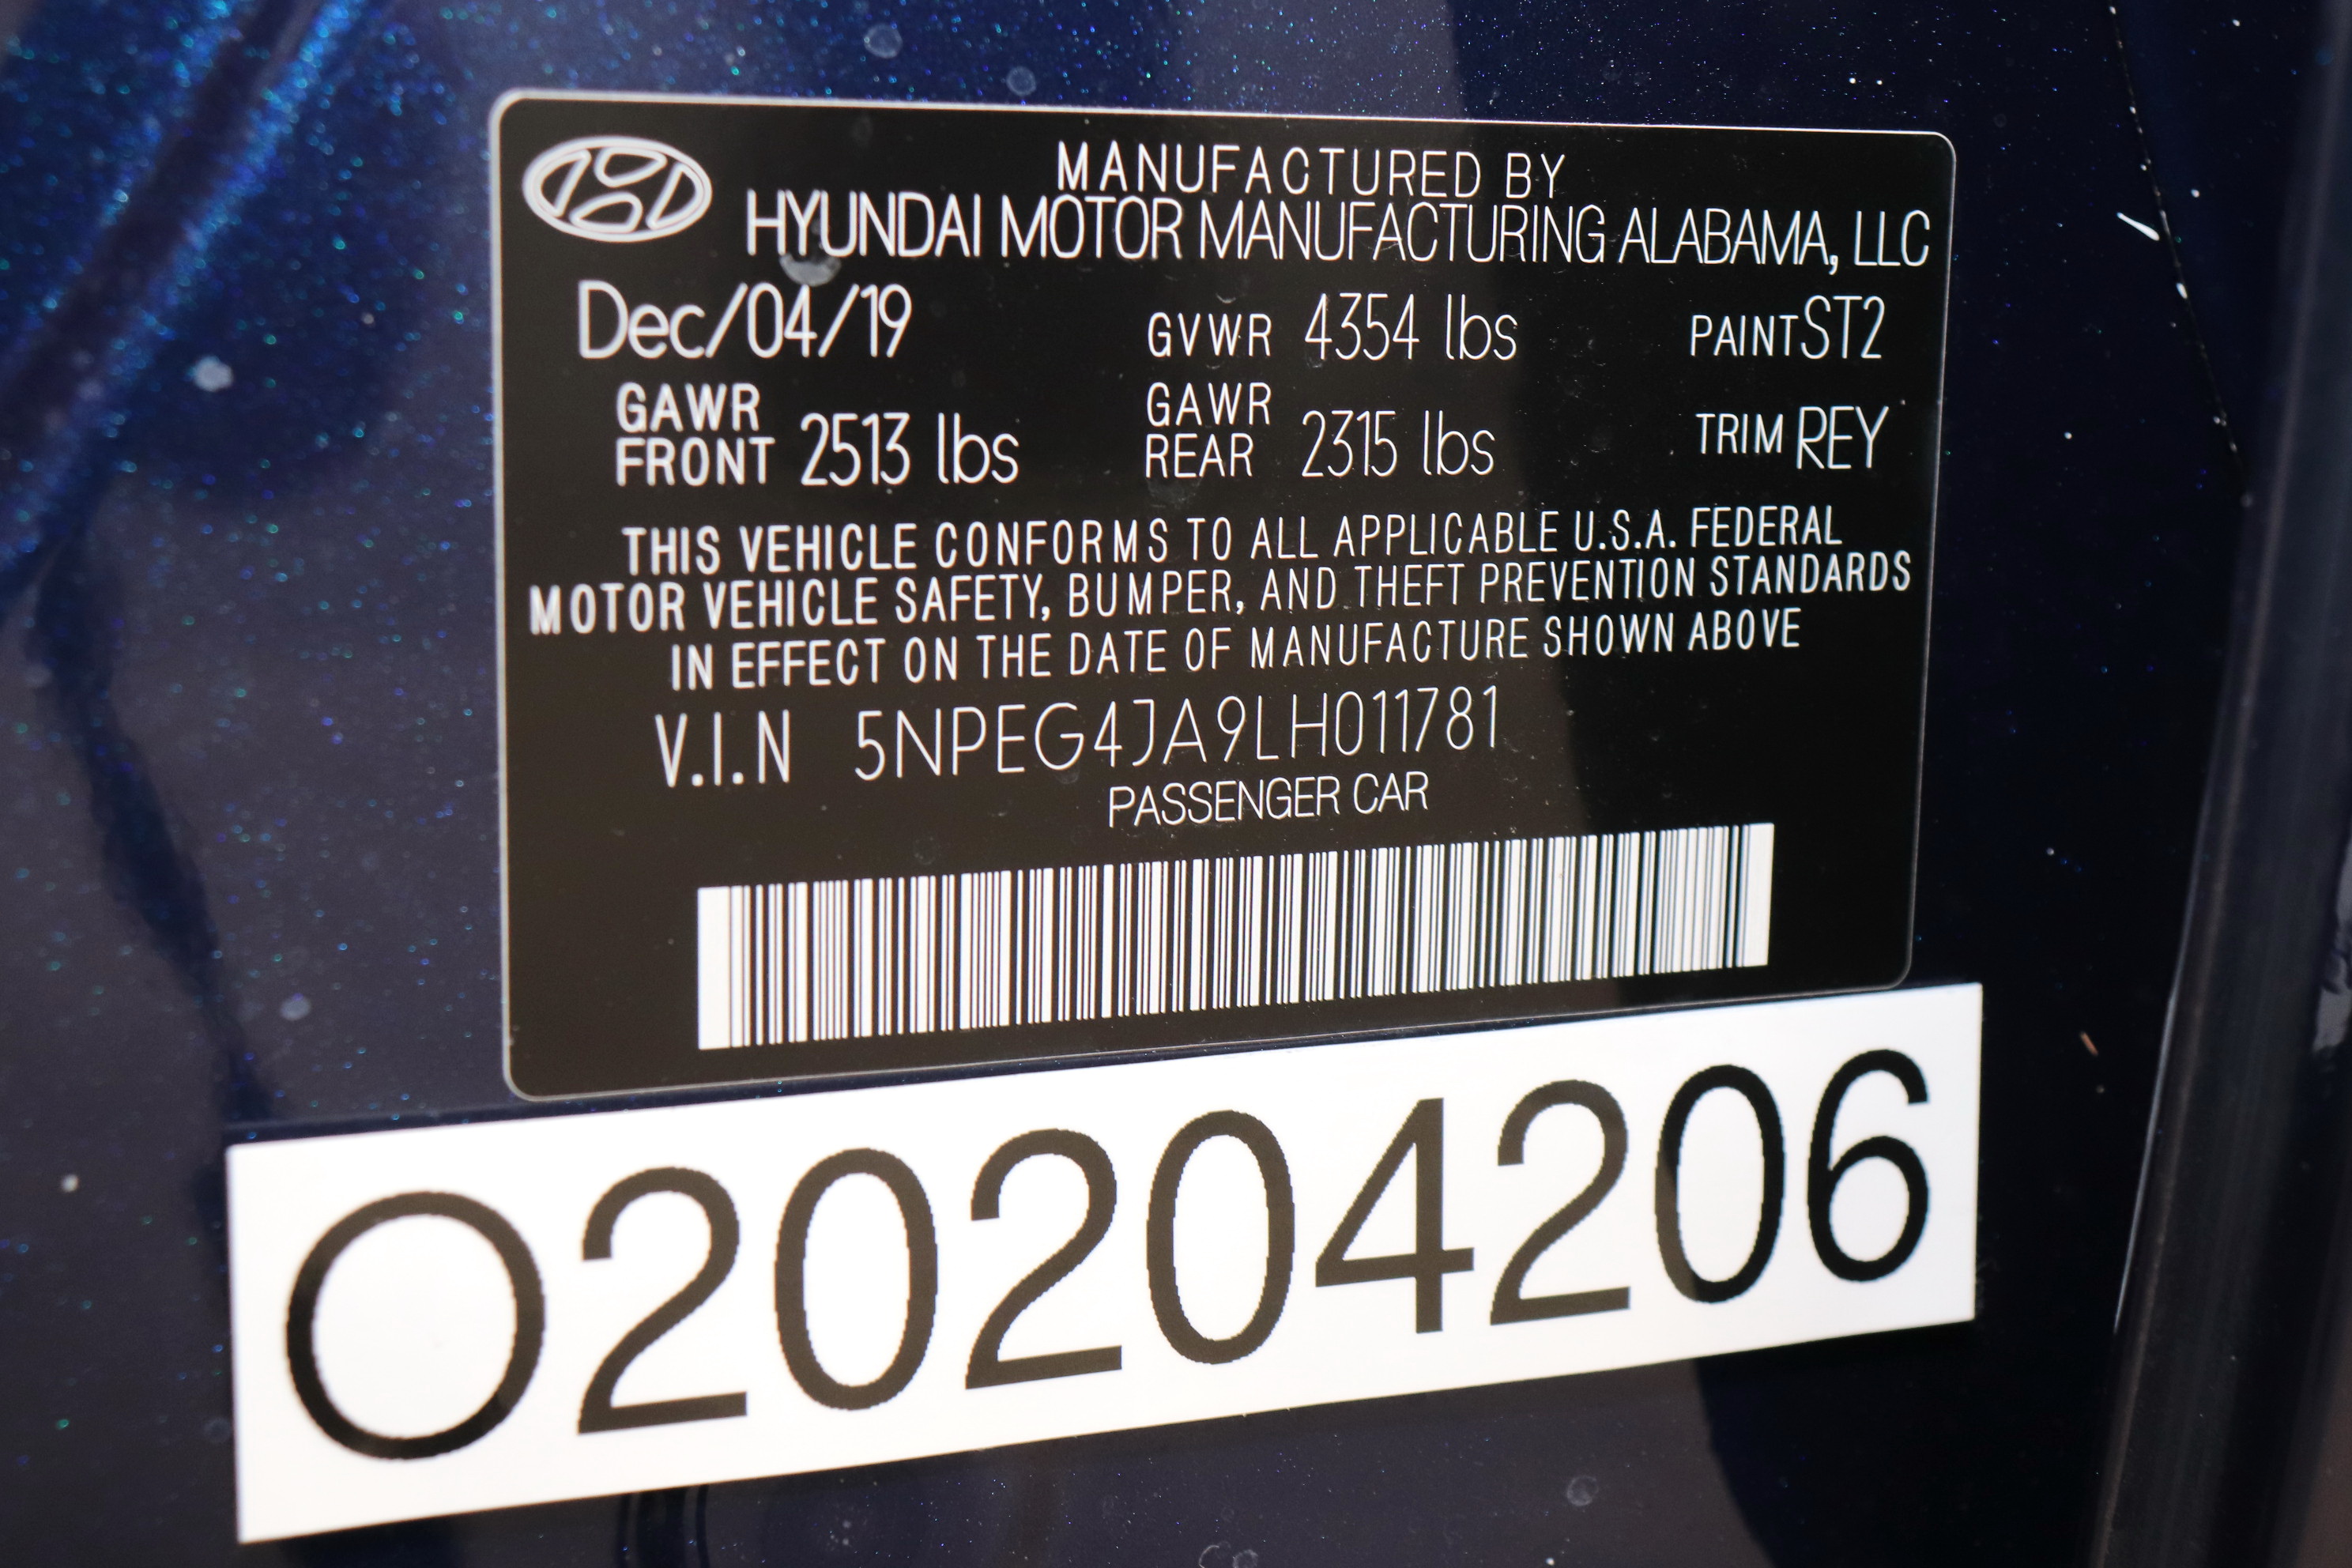 MANUFACTURED BY
HYUNDAI MOTOR MANUFACTURING ALABAMA, LLC
Dec/04/19 GVWR 4354 lbs PAINT ST2
GAWR FRONT 2513 lbs GAWR REAR 2315 lbs TRIM REY
THIS VEHICLE CONFORMS TO ALL APPLICABLE U.S.A. FEDERAL
MOTOR VEHICLE SAFETY, BUMPER, AND THEFT PREVENTION STANDARDS
IN EFFECT ON THE DATE OF MANUFACTURE SHOWN ABOVE
V.I.N 5NPEG4JA9LH011781
PASSENGER CAR
O20204206